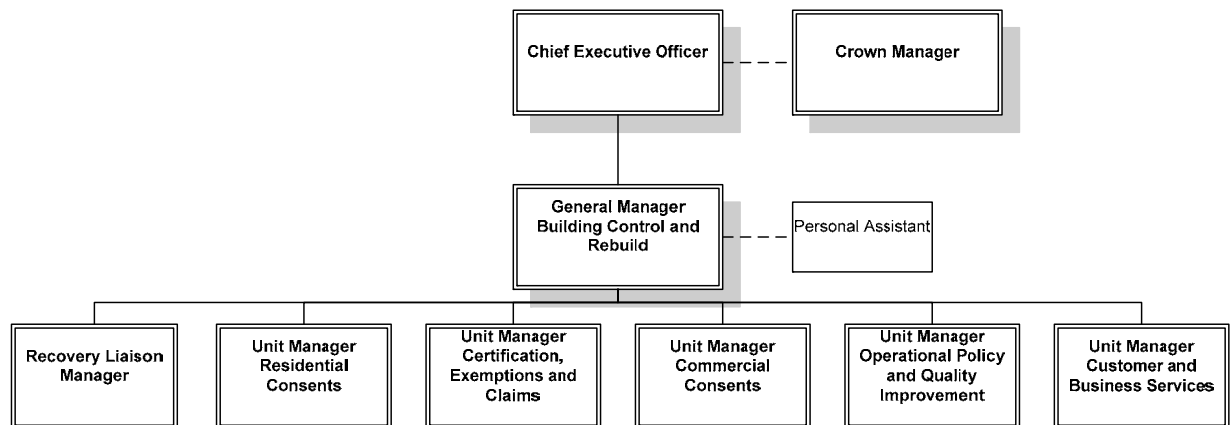 Chief Executive Officer
Crown Manager
General Manager
Building Control and
Rebuild
Personal Assistant
Recovery Liaison
Manager
Unit Manager
Residential
Consents
Unit Manager
Certification,
Exemptions and
Claims
Unit Manager
Commercial
Consents
Unit Manager
Operational Policy
and Quality
Improvement
Unit Manager
Customer and
Business Services